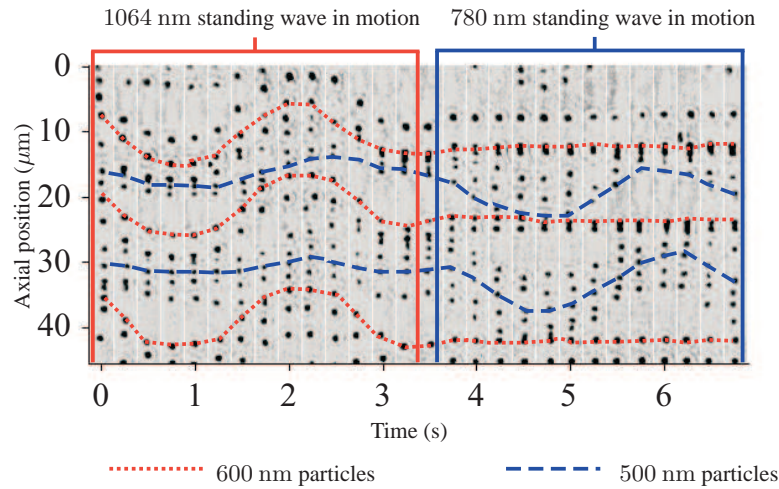 1064 nm standing wave in motion
780 nm standing wave in motion
Axial position (μm)
0
10
20
30
40
0 1 2 3 4 5 6
Time (s)
600 nm particles
500 nm particles